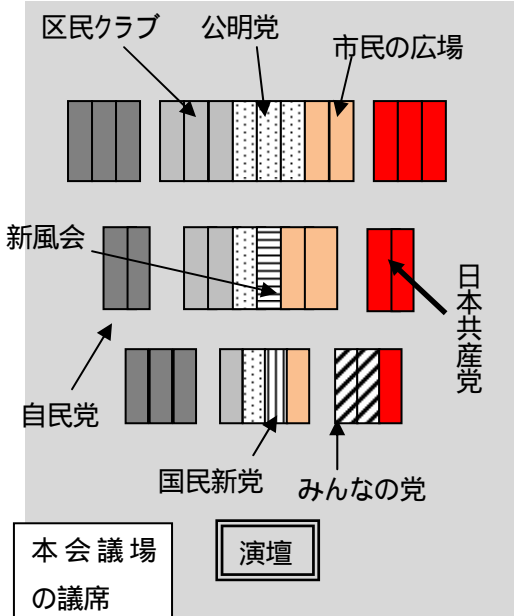 区民クラブ
公明党
市民の広場
新風会
日本共産党
自民党
国民新党
みんなの党
本会議場
の議席
演壇